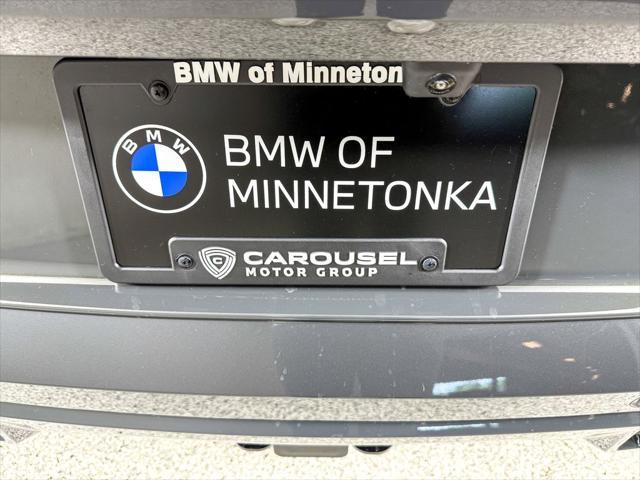 BMW of Minneton
BMW
BMW OF
MINNETONKA
C
CAROUSEL
MOTOR GROUP